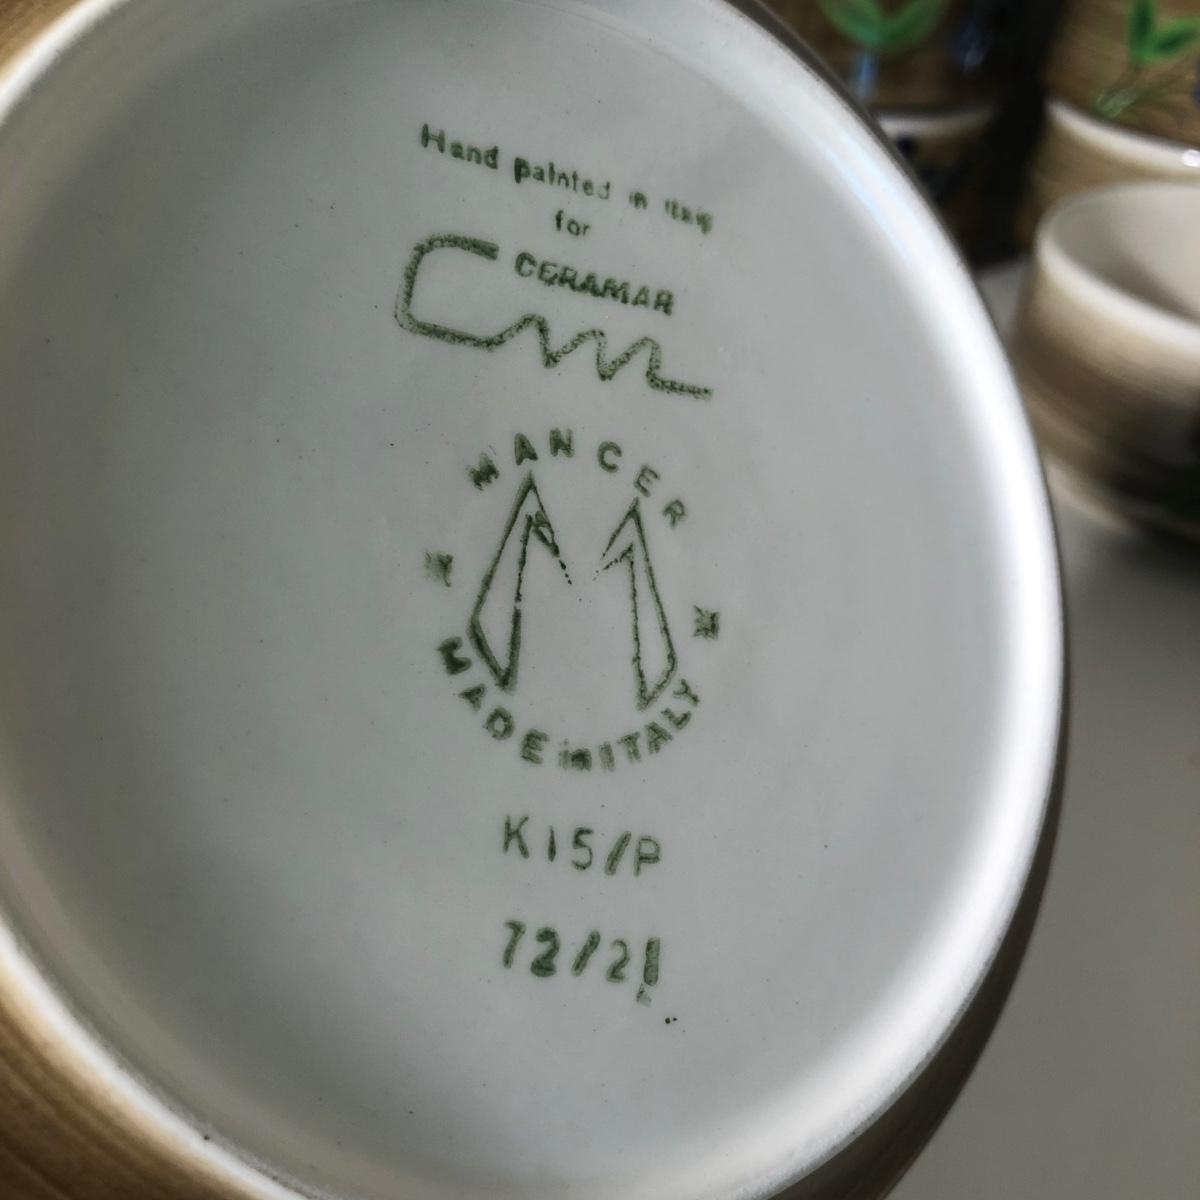 Hand painted in Italy
for
CERAMAR
MANCER
MADE in ITALY
K15/P
72/21